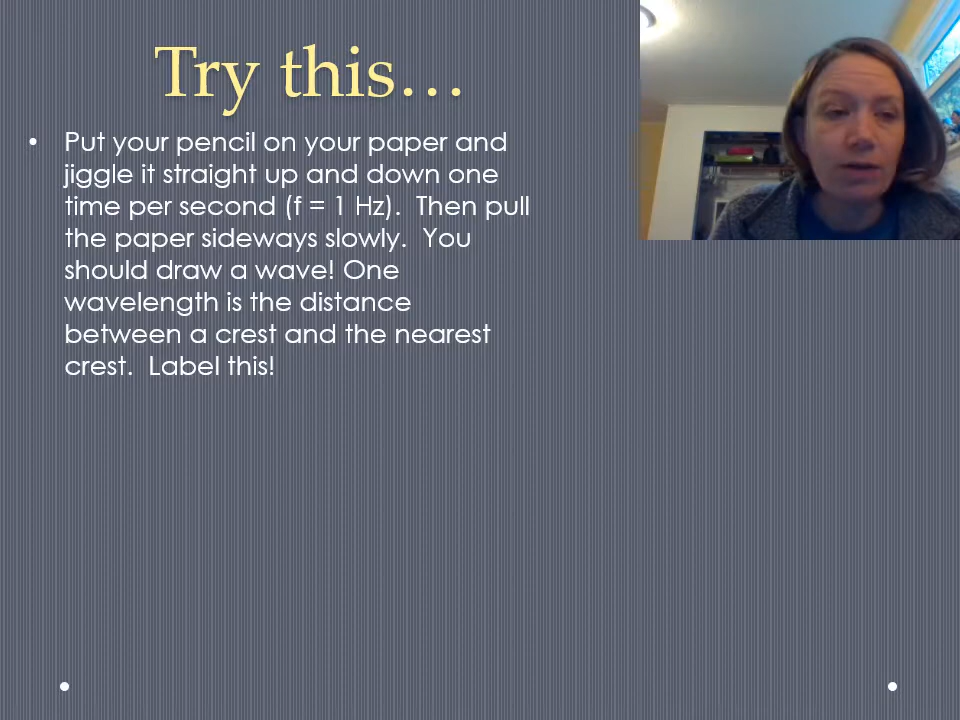 Try this…
• Put your pencil on your paper and
jiggle it straight up and down one
time per second (f = 1 Hz).  Then pull
the paper sideways slowly.  You
should draw a wave! One
wavelength is the distance
between a crest and the nearest
crest.  Label this!